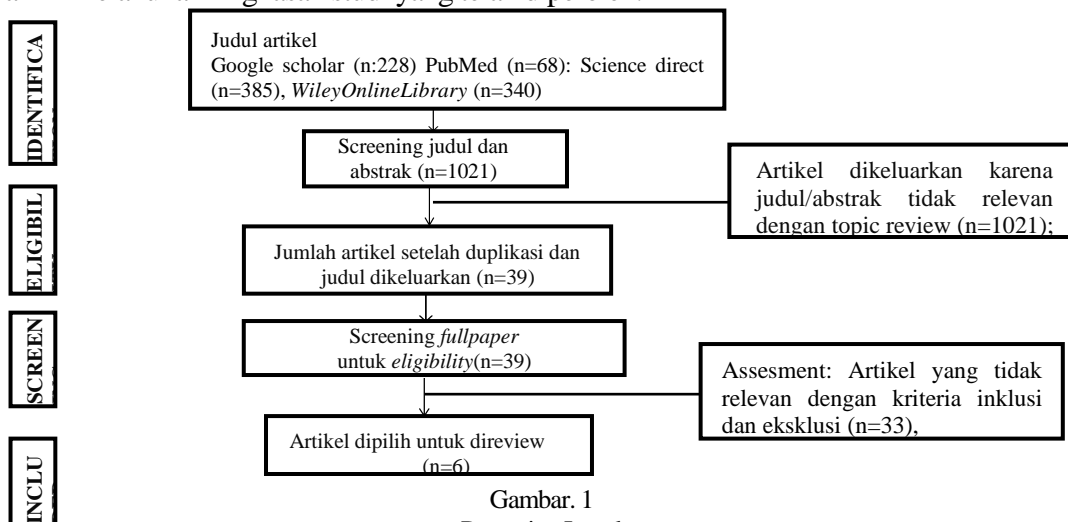 IDENTIFICA
Judul artikel
Google scholar (n:228) PubMed (n=68): Science direct
(n=385), WileyOnlineLibrary (n=340)
Screening judul dan
abstrak (n=1021)
Artikel dikeluarkan karena
judul/abstrak tidak relevan
dengan topic review (n=1021);
ELIGIBIL
Jumlah artikel setelah duplikasi dan
judul dikeluarkan (n=39)
SCREEN
Screening fullpaper
untuk eligibility(n=39)
Assesment: Artikel yang tidak
relevan dengan kriteria inklusi
dan eksklusi (n=33),
INCLU
Artikel dipilih untuk direview
(n=6)
Gambar. 1